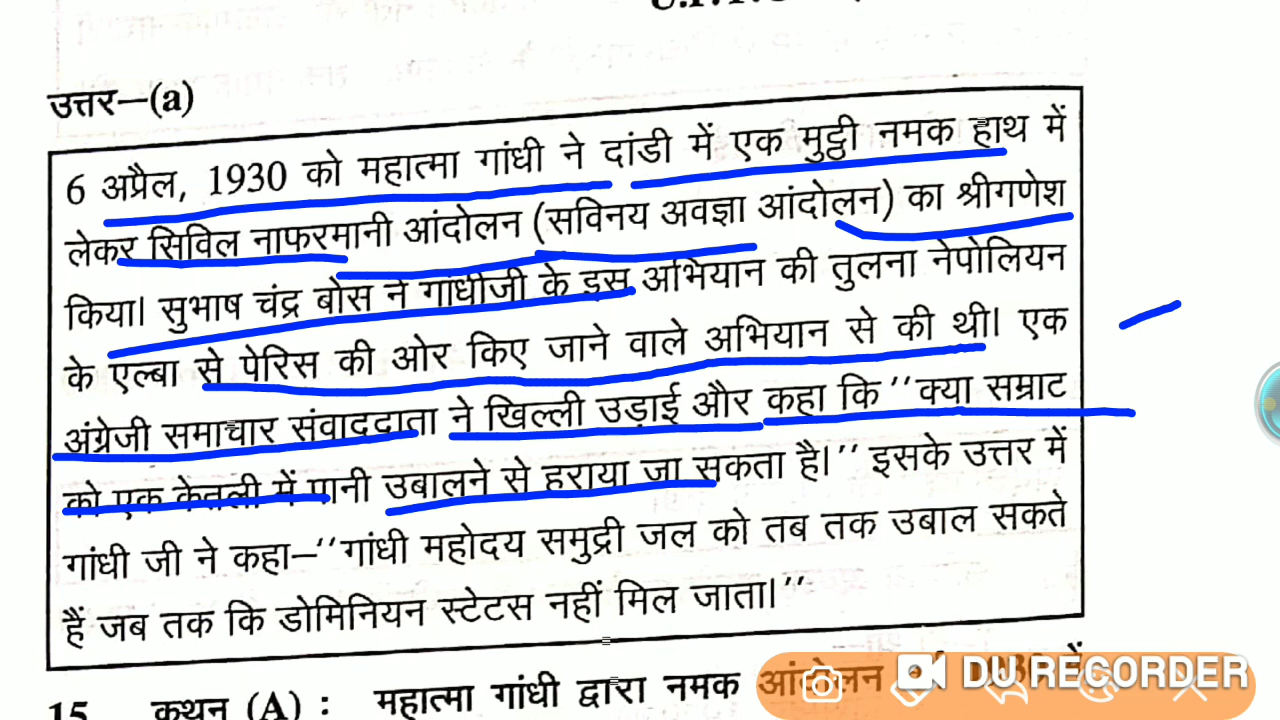 उत्तर–(a)
6 अप्रैल, 1930 को महात्मा गांधी ने दांडी में एक मुट्ठी नमक हाथ में
लेकर सिविल नाफरमानी आंदोलन (सविनय अवज्ञा आंदोलन) का श्रीगणेश
किया। सुभाष चंद्र बोस ने गांधीजी के इस अभियान की तुलना नेपोलियन
के एल्बा से पेरिस की ओर किए जाने वाले अभियान से की थी। एक
अंग्रेजी समाचार संवाददाता ने खिल्ली उड़ाई और कहा कि ''क्या सम्राट
को एक केतली में पानी उबालने से हराया जा सकता है।'' इसके उत्तर में
गांधी जी ने कहा–''गांधी महोदय समुद्री जल को तब तक उबाल सकते
हैं जब तक कि डोमिनियन स्टेटस नहीं मिल जाता।''
15. कथन (A) : महात्मा गांधी द्वारा नमक आंदोलन में
DU RECORDER